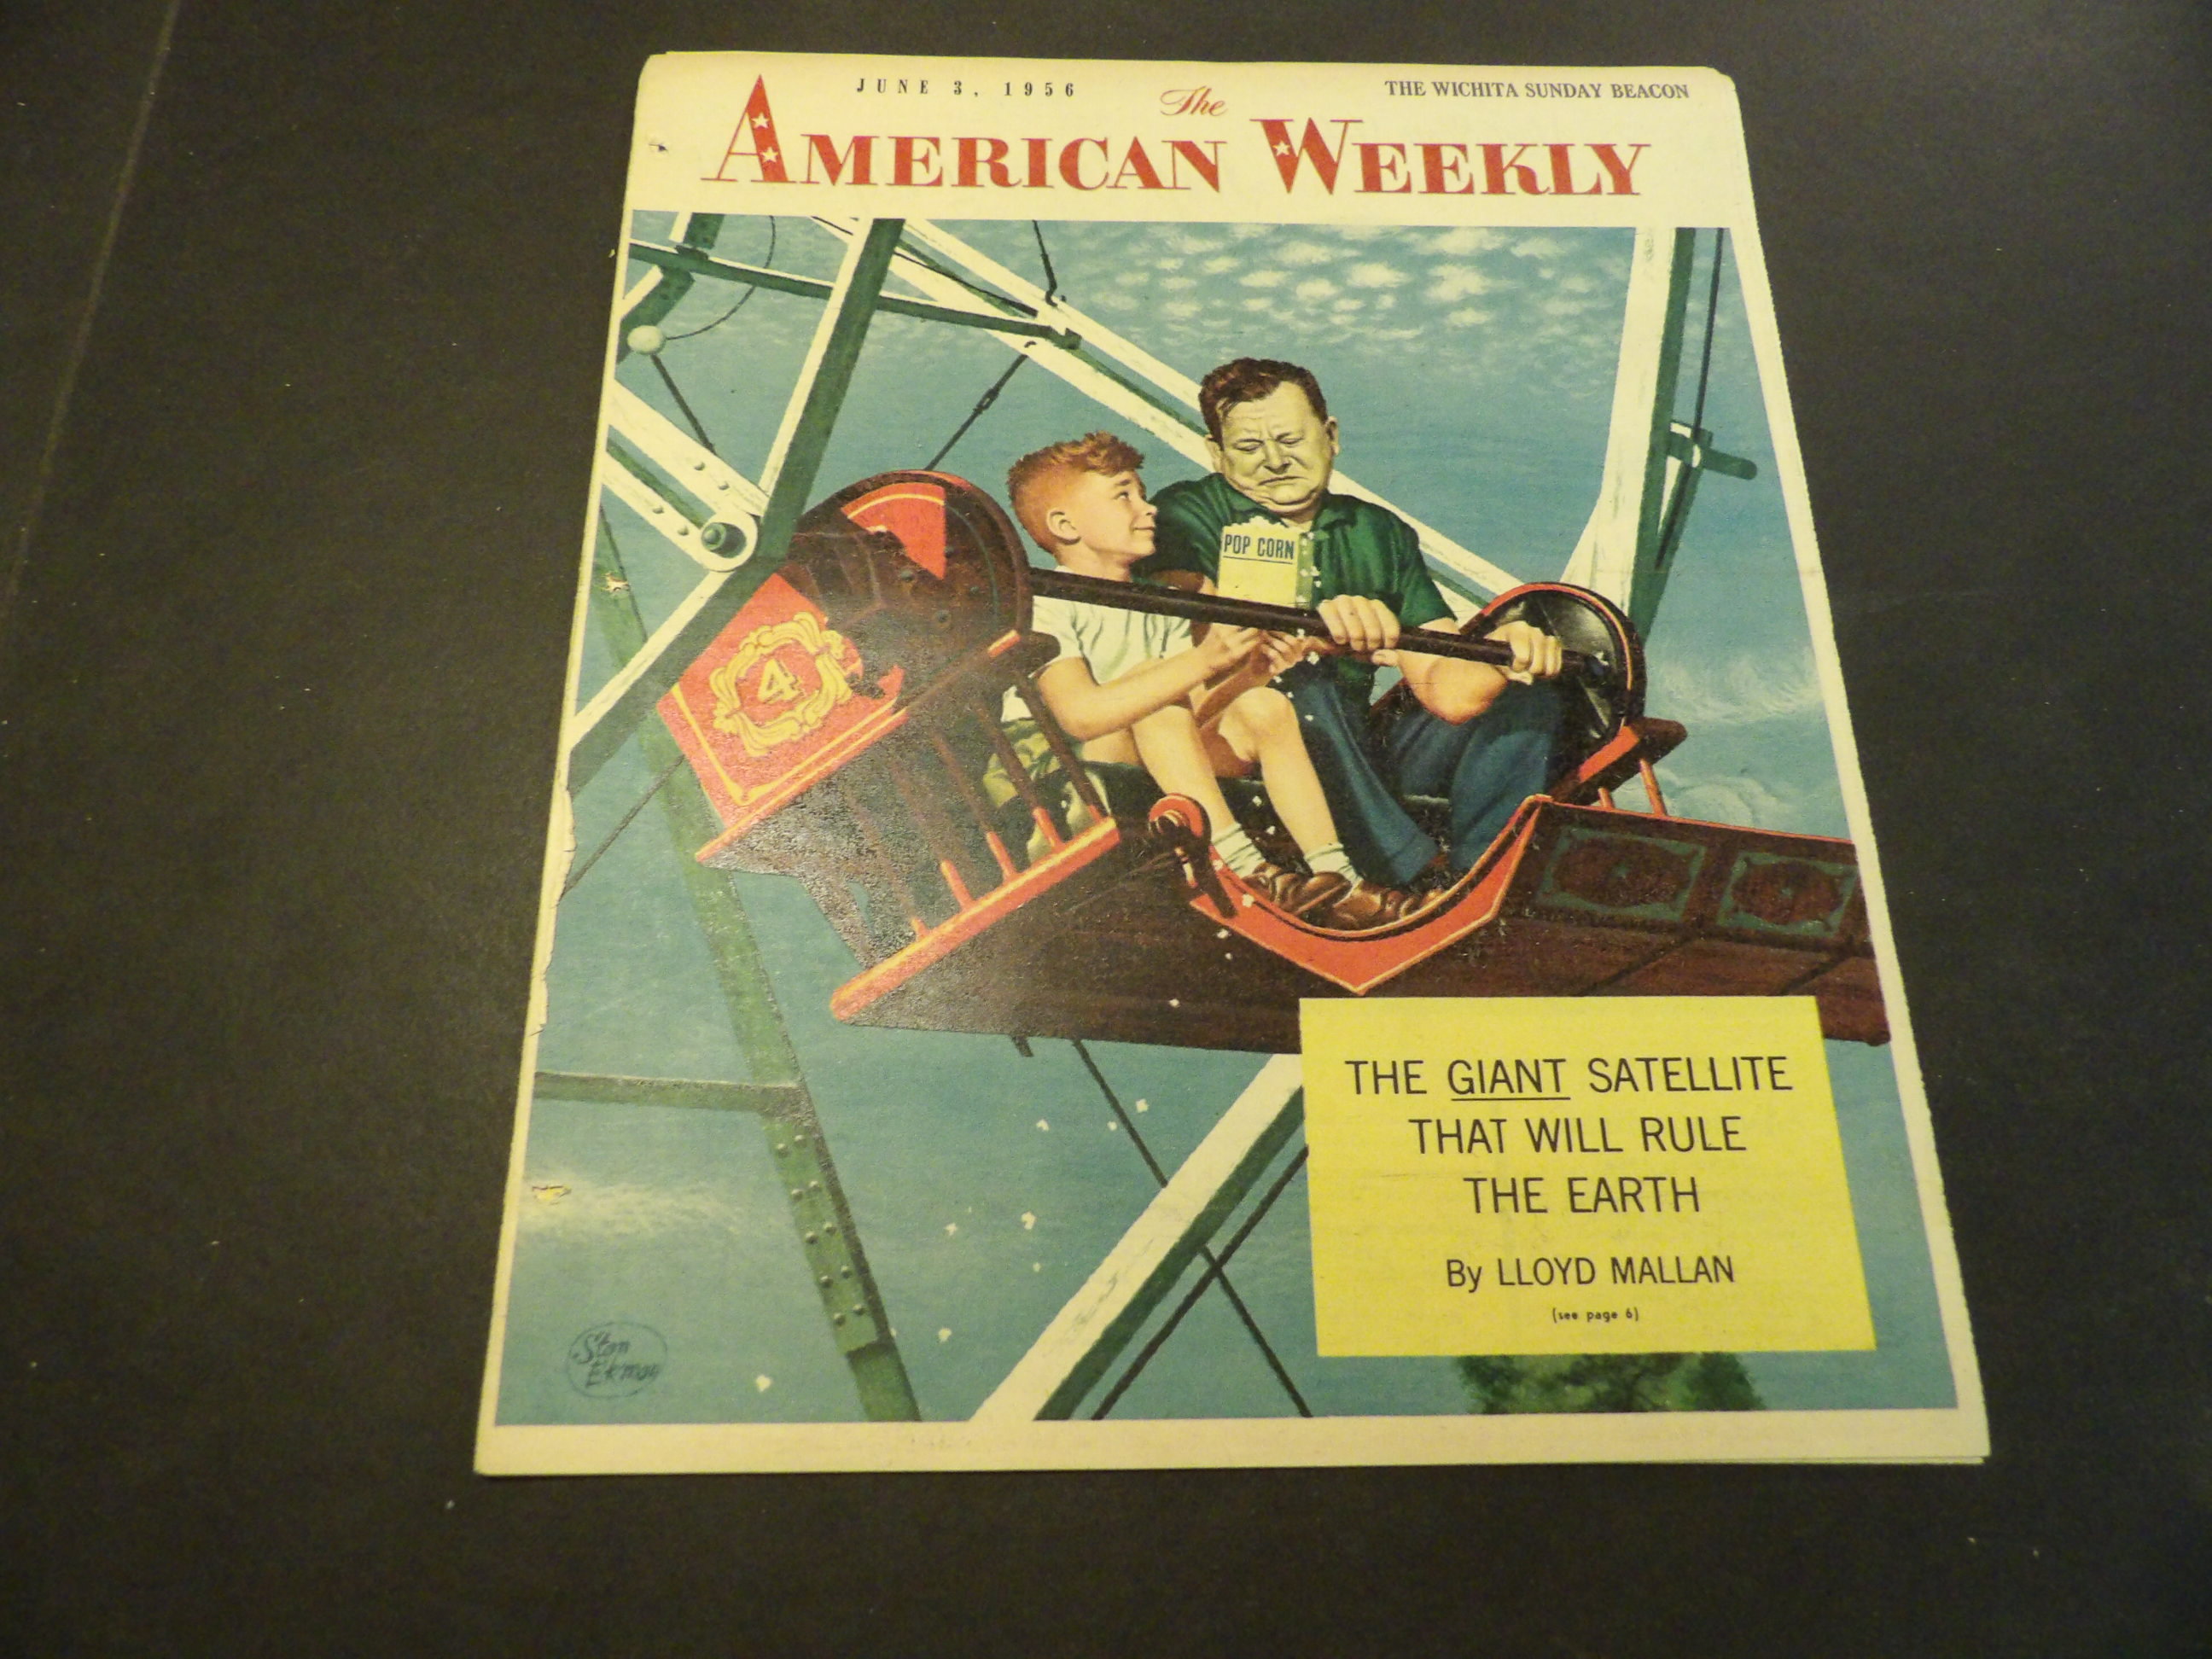 JUNE 3, 1956
THE WICHITA SUNDAY BEACON
The
AMERICAN WEEKLY
POP CORN
4
THE GIANT SATELLITE
THAT WILL RULE
THE EARTH
By LLOYD MALLAN
(see page 6)
Stan
Ekman